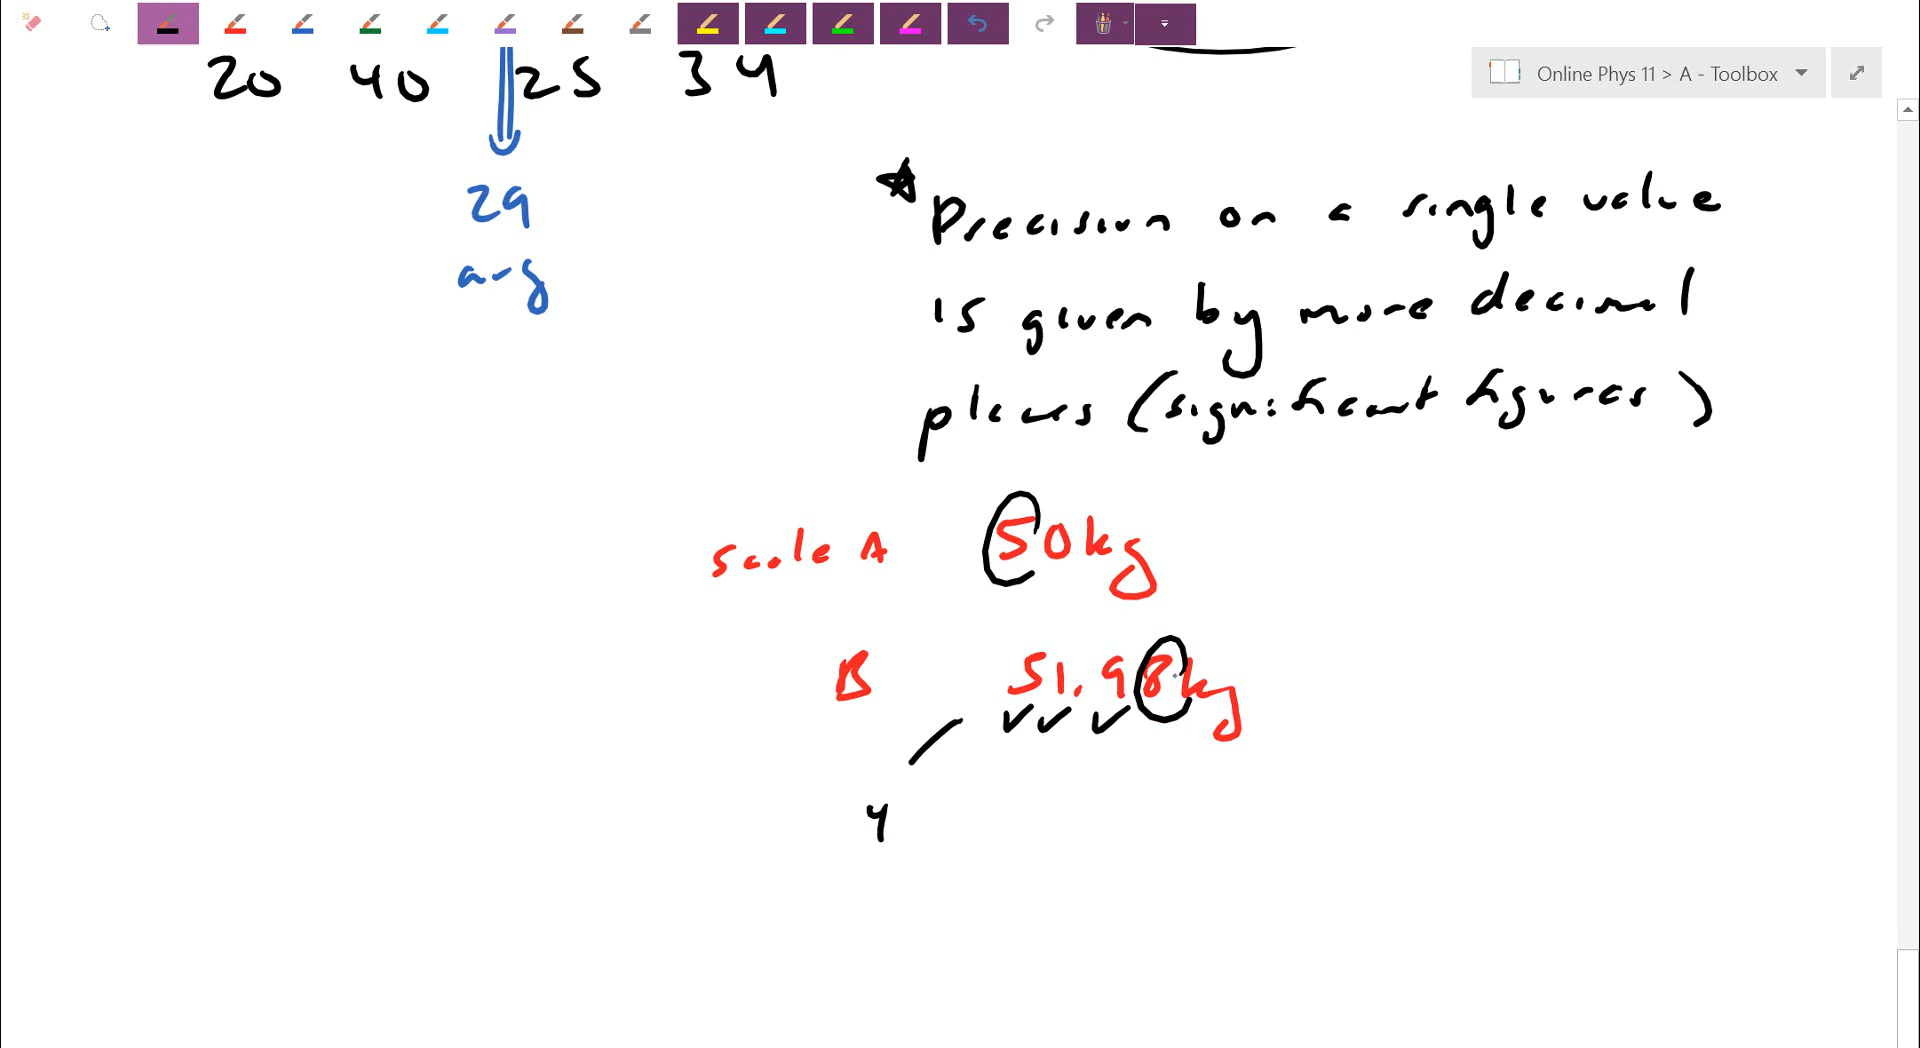 Online Phys 11 > A - Toolbox
20 40 25 34
29
avg
Precision on a single value
is given by more decimal
places (significant figures)
scale A 50kg
B 51.98kg
4